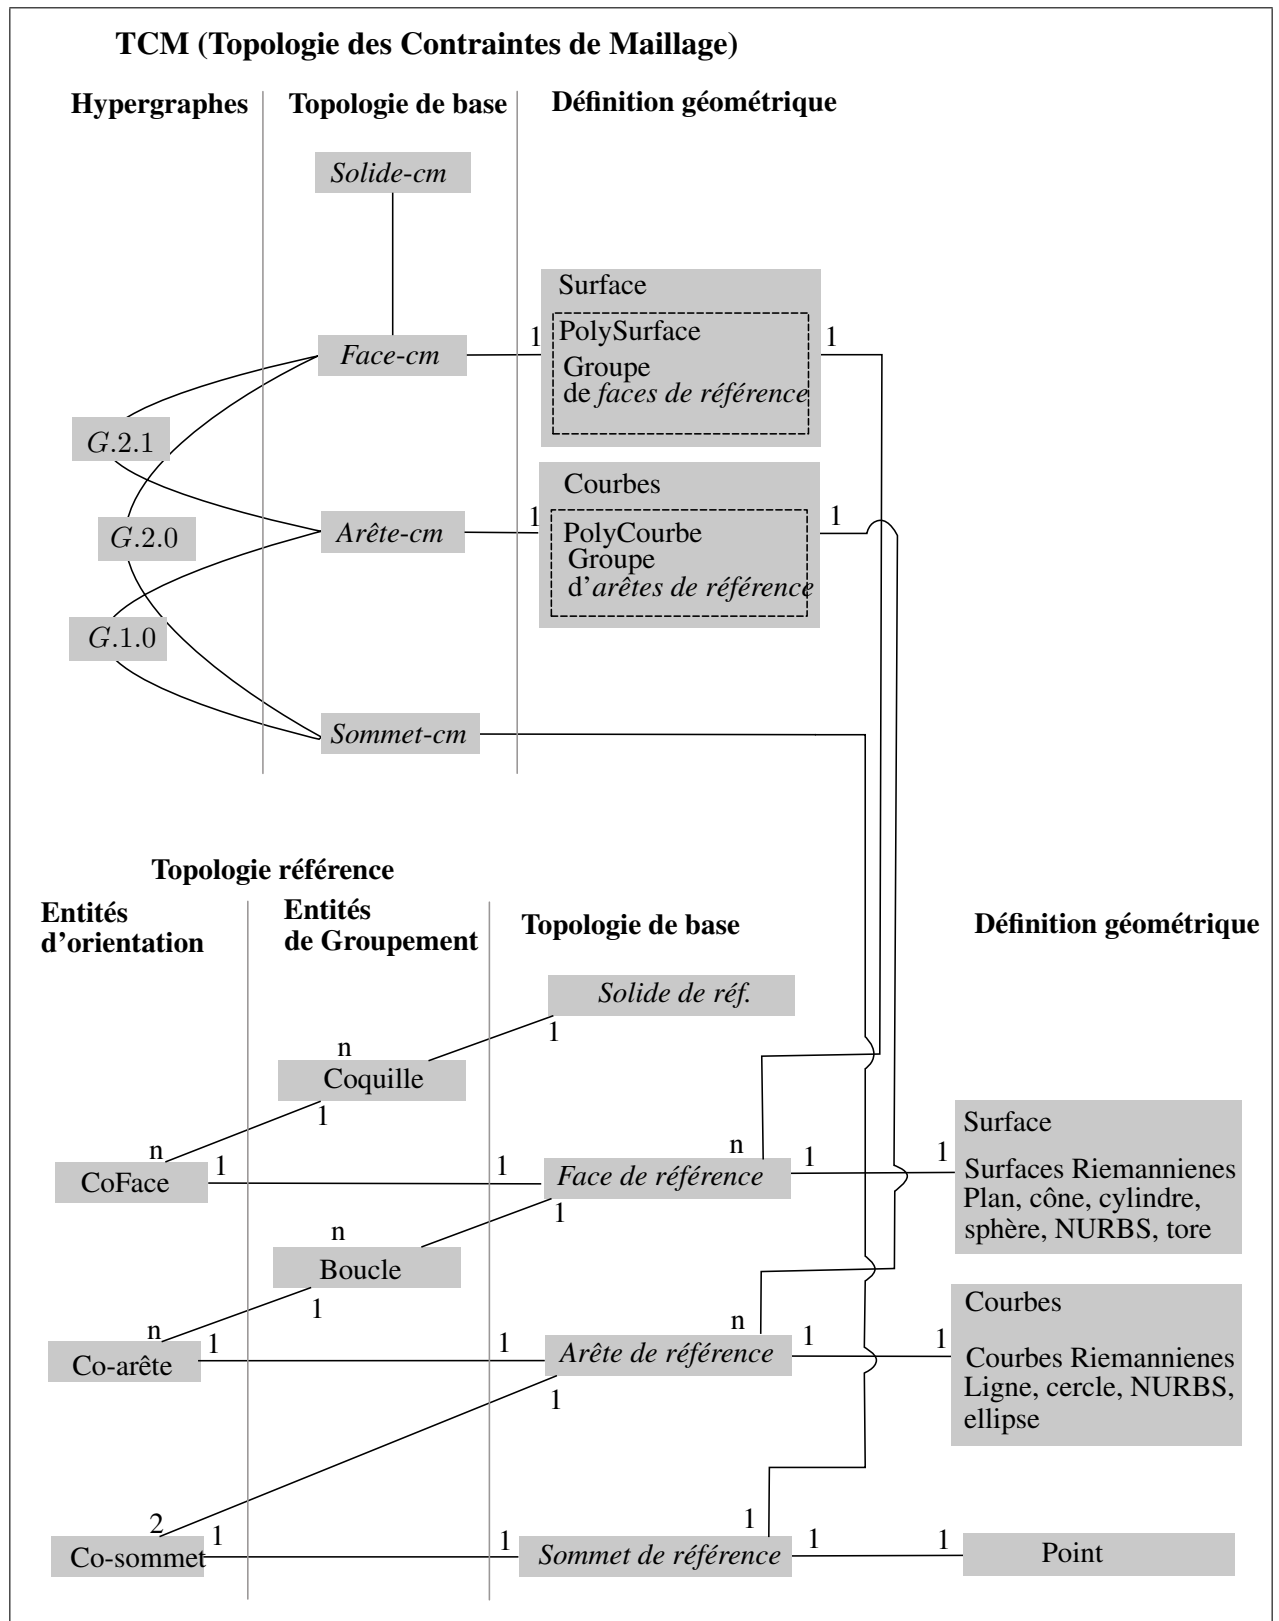 TCM (Topologie des Contraintes de Maillage)
Hypergraphes
Topologie de base
Définition géométrique
Solide-cm
Surface
PolySurface
Groupe
de faces de référence
1
1
Face-cm
G.2.1
Courbes
PolyCourbe
Groupe
d'arêtes de référence
1
1
Arête-cm
G.2.0
G.1.0
Sommet-cm
Topologie référence
Entités
d'orientation
Entités
de Groupement
Topologie de base
Définition géométrique
Solide de réf.
1
n
Coquille
1
n
CoFace
1
1
Face de référence
n
1
1
Surface
Surfaces Riemannienes
Plan, cône, cylindre,
sphère, NURBS, tore
1
n
Boucle
1
n
Co-arête
1
1
Arête de référence
n
1
1
Courbes
Courbes Riemannienes
Ligne, cercle, NURBS,
ellipse
1
2
Co-sommet
1
1
Sommet de référence
1
1
1
Point